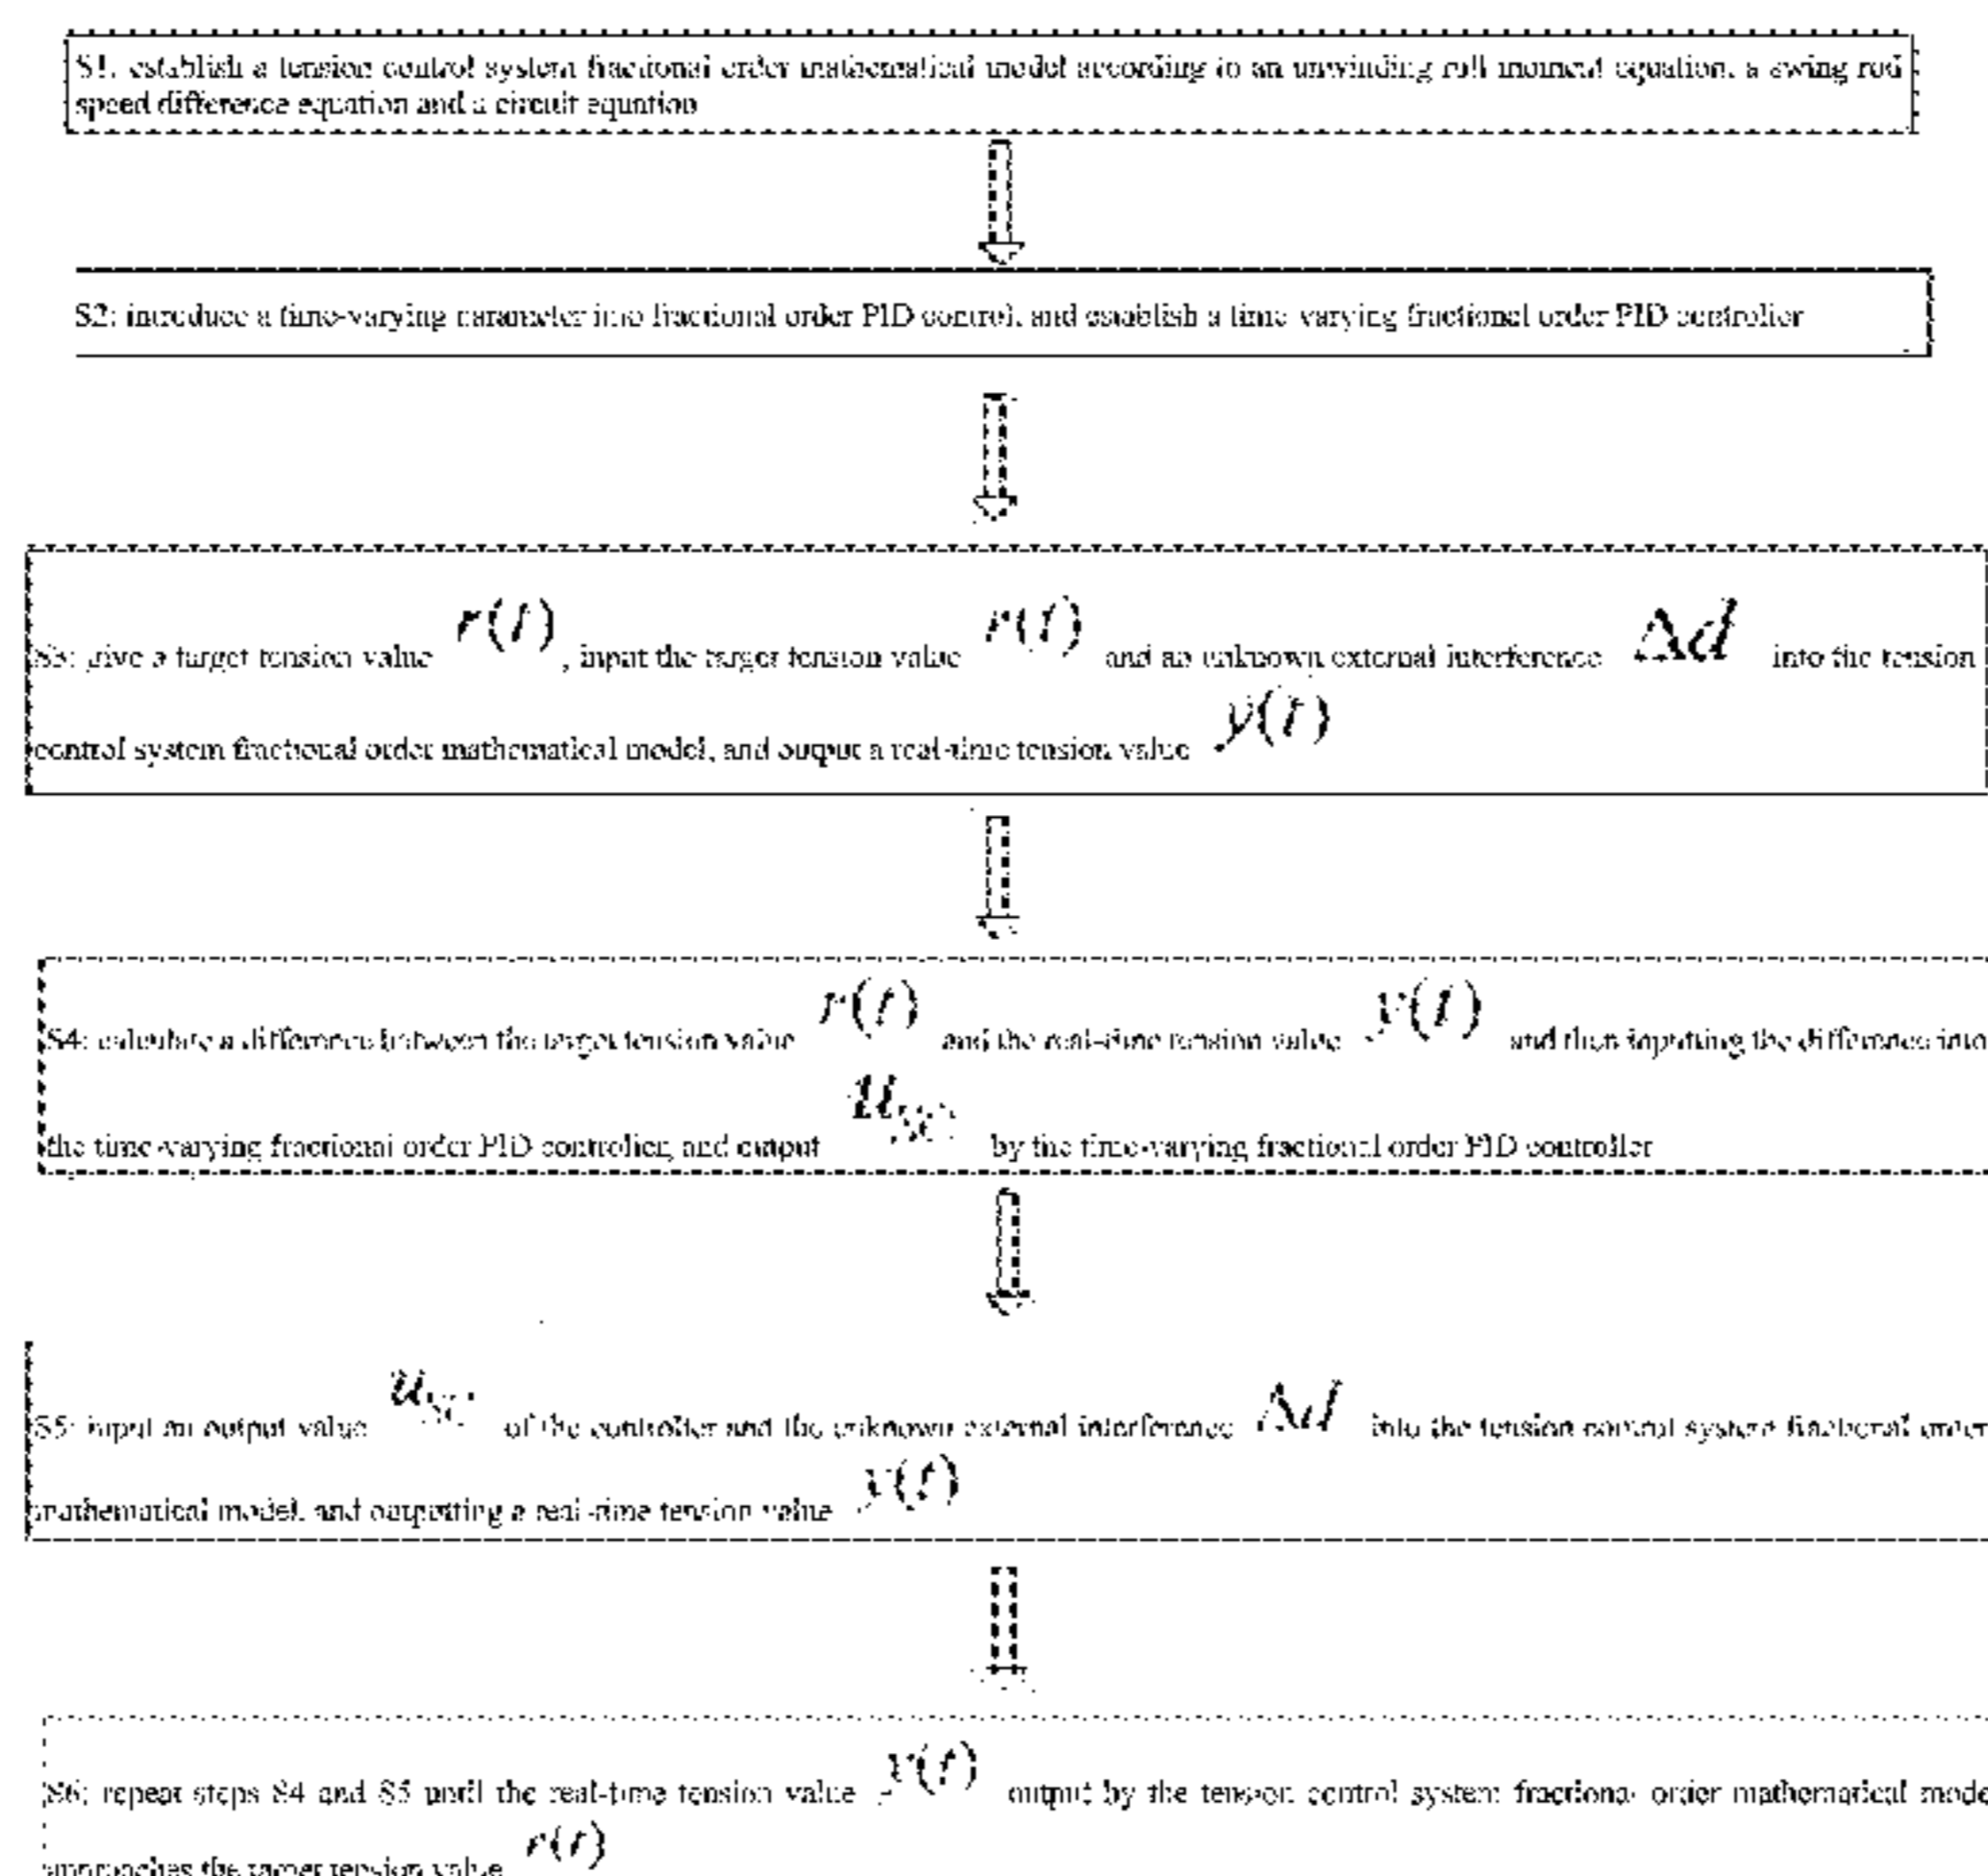 S1. establish a tension control system fractional order mathematical model according to an unwinding roll moment equation, a swing rod
speed difference equation and a circuit equation
S2: introduce a time-varying parameter into fractional order PID control, and establish a time-varying fractional order PID controller
S3: give a target tension value r(t), input the target tension value r(t) and an unknown external interference Δd into the tension
control system fractional order mathematical model, and output a real-time tension value y(t)
S4: calculate a difference between the target tension value r(t) and the real-time tension value y(t) and then inputting the difference into
the time-varying fractional order PID controller, and output u by the time-varying fractional order PID controller
S5: input an output value u of the controller and the unknown external interference Δd into the tension control system fractional order
mathematical model, and outputting a real-time tension value y(t)
S6: repeat steps S4 and S5 until the real-time tension value y(t) output by the tension control system fractional order mathematical mode
approaches the target tension value r(t)